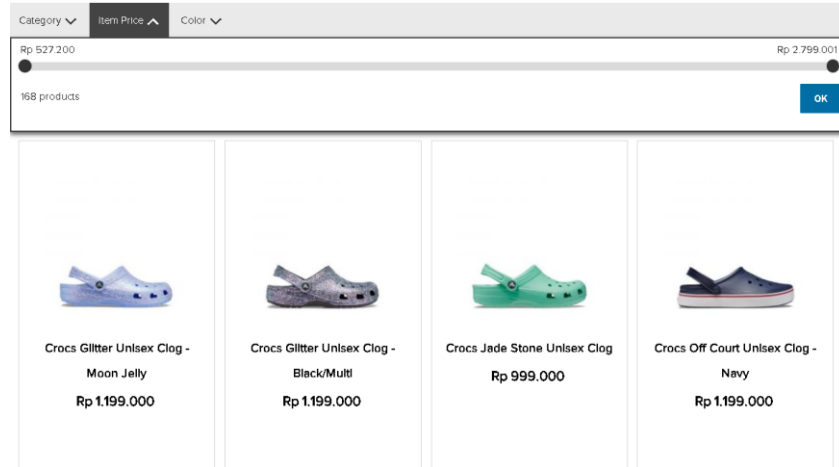 Category
Item Price
Color
Rp 527.200
Rp 2.799.001
168 products
OK
Crocs Glitter Unisex Clog -
Moon Jelly
Rp 1.199.000
Crocs Glitter Unisex Clog -
Black/Multi
Rp 1.199.000
Crocs Jade Stone Unisex Clog
Rp 999.000
Crocs Off Court Unisex Clog -
Navy
Rp 1.199.000